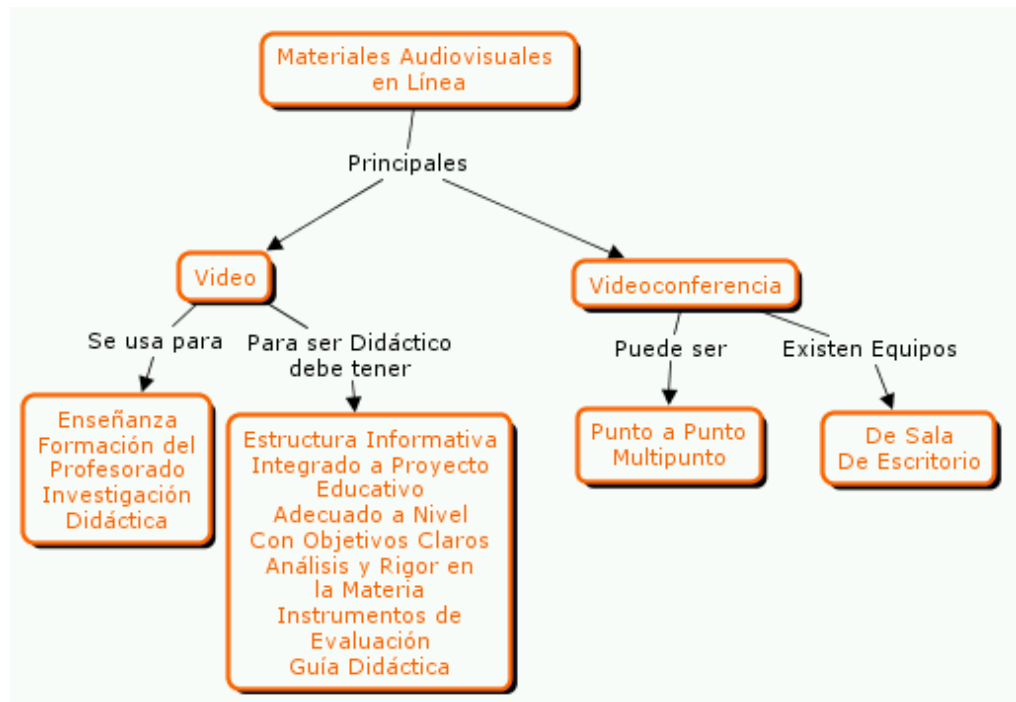 Materiales Audiovisuales
en Línea
Principales
Video
Videoconferencia
Se usa para
Para ser Didáctico
debe tener
Puede ser
Existen Equipos
Enseñanza
Formación del
Profesorado
Investigación
Didáctica
Estructura Informativa
Integrado a Proyecto
Educativo
Adecuado a Nivel
Con Objetivos Claros
Análisis y Rigor en
la Materia
Instrumentos de
Evaluación
Guía Didáctica
Punto a Punto
Multipunto
De Sala
De Escritorio